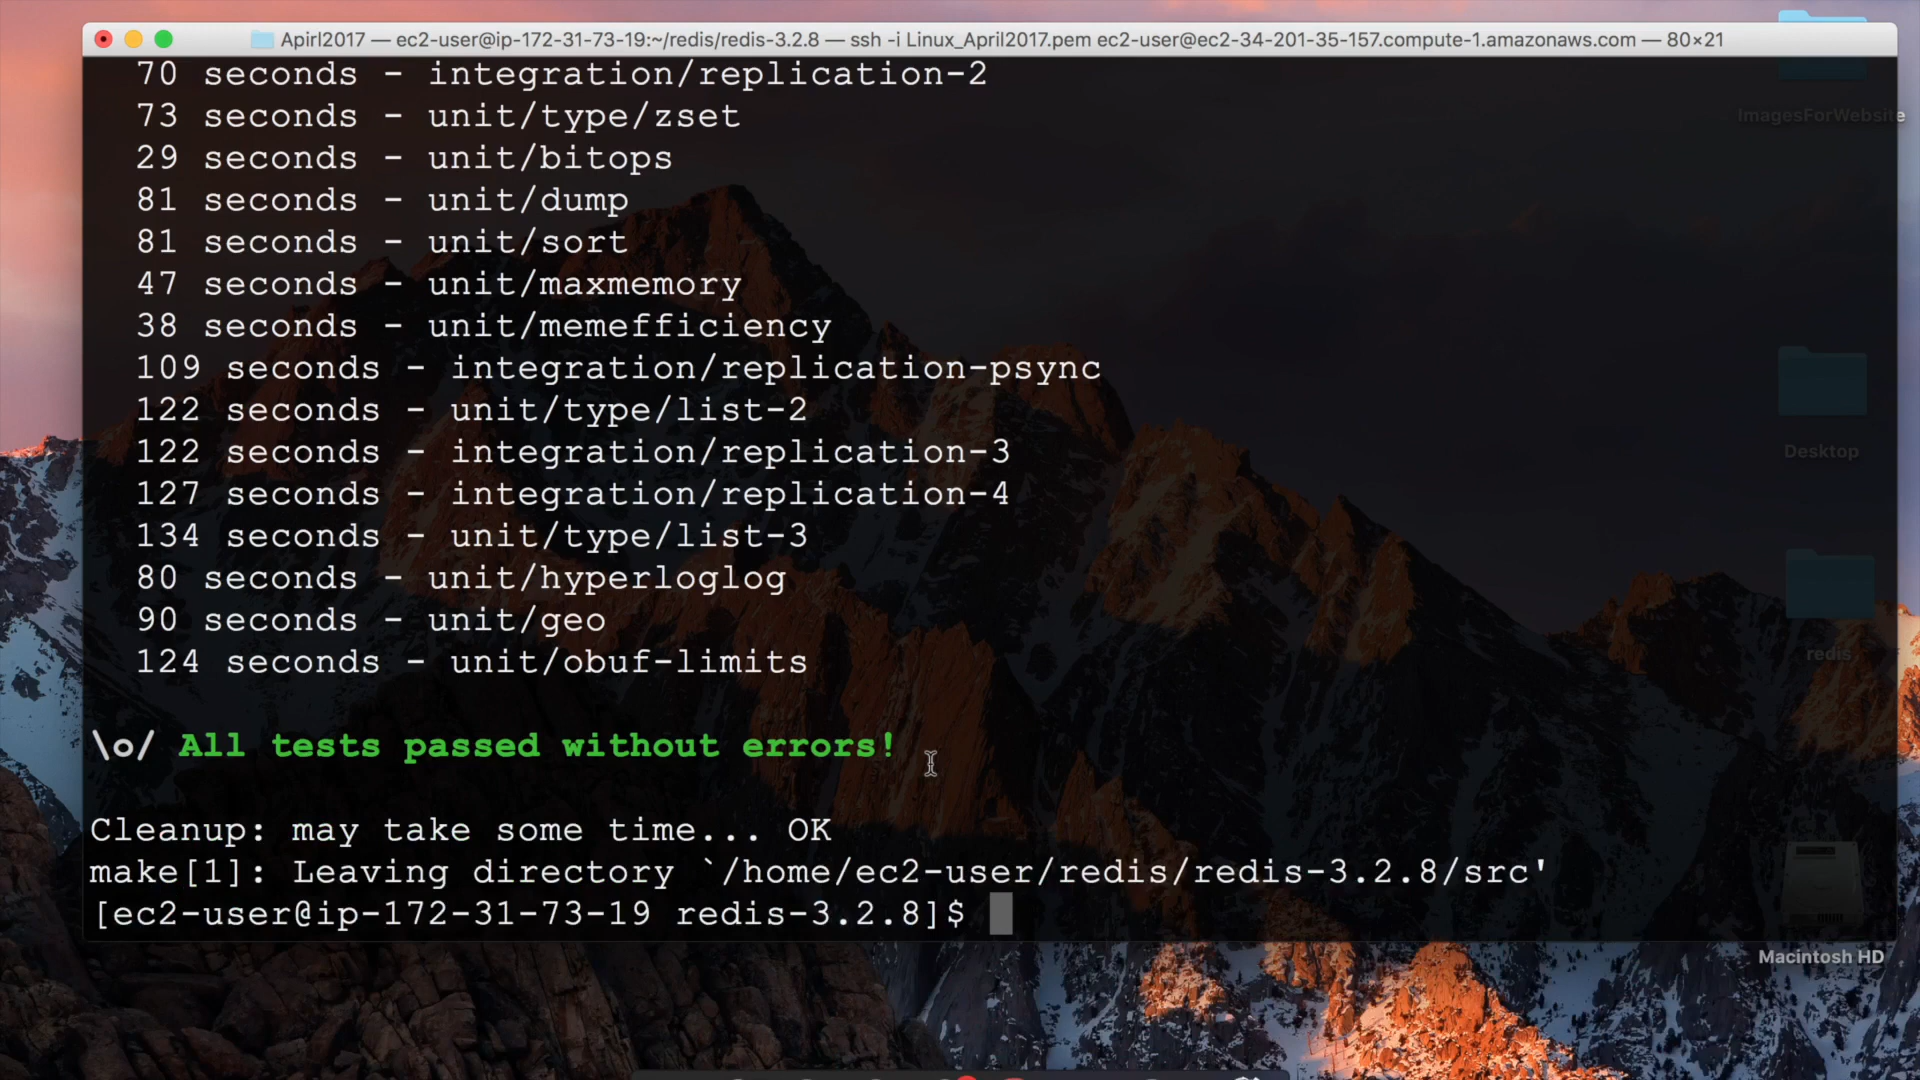 Apirl2017 — ec2-user@ip-172-31-73-19:~/redis/redis-3.2.8 — ssh -i Linux_April2017.pem ec2-user@ec2-34-201-35-157.compute-1.amazonaws.com — 80×21
70 seconds - integration/replication-2
73 seconds - unit/type/zset
29 seconds - unit/bitops
81 seconds - unit/dump
81 seconds - unit/sort
47 seconds - unit/maxmemory
38 seconds - unit/memefficiency
109 seconds - integration/replication-psync
122 seconds - unit/type/list-2
122 seconds - integration/replication-3
127 seconds - integration/replication-4
134 seconds - unit/type/list-3
80 seconds - unit/hyperloglog
90 seconds - unit/geo
124 seconds - unit/obuf-limits
\o/ All tests passed without errors!
Cleanup: may take some time... OK
make[1]: Leaving directory `/home/ec2-user/redis/redis-3.2.8/src'
[ec2-user@ip-172-31-73-19 redis-3.2.8]$
ImagesForWebsite
Desktop
redis
Macintosh HD